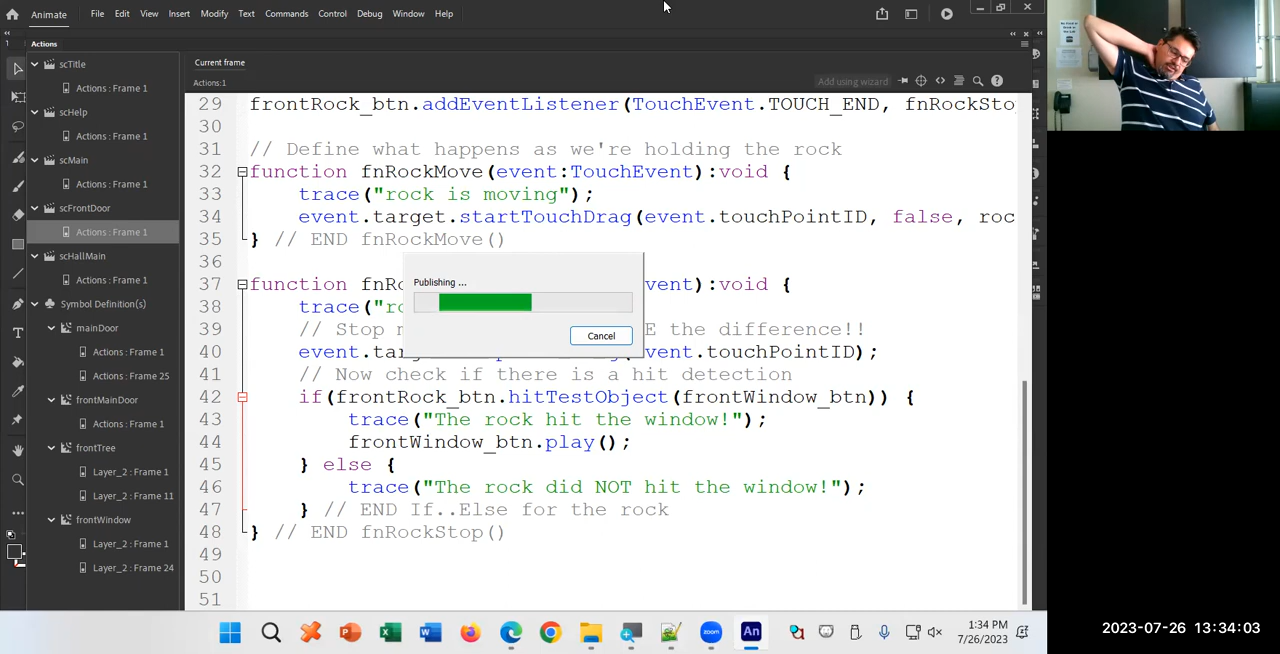 Animate File Edit View Insert Modify Text Commands Control Debug Window Help
Actions
scTitle
Actions : Frame 1
scHelp
Actions : Frame 1
scMain
Actions : Frame 1
scFrontDoor
Actions : Frame 1
scHallMain
Actions : Frame 1
Symbol Definition(s)
mainDoor
Actions : Frame 1
Actions : Frame 25
frontMainDoor
Actions : Frame 1
frontTree
Layer_2 : Frame 1
Layer_2 : Frame 11
frontWindow
Layer_2 : Frame 1
Layer_2 : Frame 24
Current frame
Actions:1
Add using wizard
29 frontRock_btn.addEventListener(TouchEvent.TOUCH_END, fnRockSto
30
31 // Define what happens as we're holding the rock
32 function fnRockMove(event:TouchEvent):void {
33 trace("rock is moving");
34 event.target.startTouchDrag(event.touchPointID, false, roc
35 } // END fnRockMove()
36
37 function fnRo vent):void {
38 trace("ro
39 // Stop E the difference!!
40 event.targ vent.touchPointID);
41 // Now check if there is a hit detection
42 if(frontRock_btn.hitTestObject(frontWindow_btn)) {
43 trace("The rock hit the window!");
44 frontWindow_btn.play();
45 } else {
46 trace("The rock did NOT hit the window!");
47 } // END If..Else for the rock
48 } // END fnRockStop()
49
50
51
Publishing ...
Cancel
An
zoom
1:34 PM
7/26/2023
2023-07-26 13:34:03